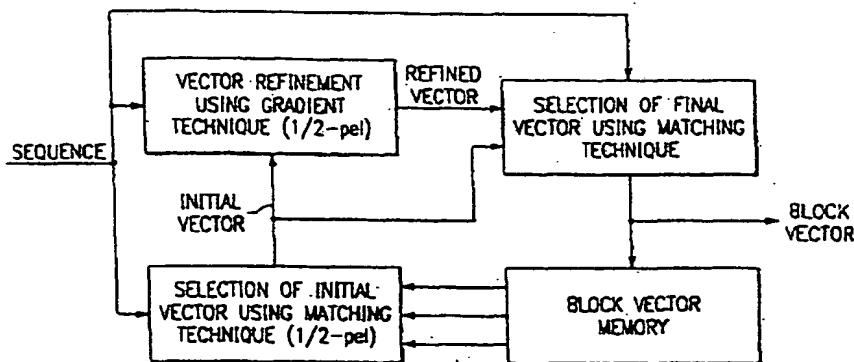 VECTOR REFINEMENT
USING GRADIENT
TECHNIQUE (1/2-pel)
REFINED
VECTOR
SELECTION OF FINAL
VECTOR USING MATCHING
TECHNIQUE
SEQUENCE
INITIAL
VECTOR
BLOCK
VECTOR
SELECTION OF INITIAL
VECTOR USING MATCHING
TECHNIQUE (1/2-pel)
BLOCK VECTOR
MEMORY